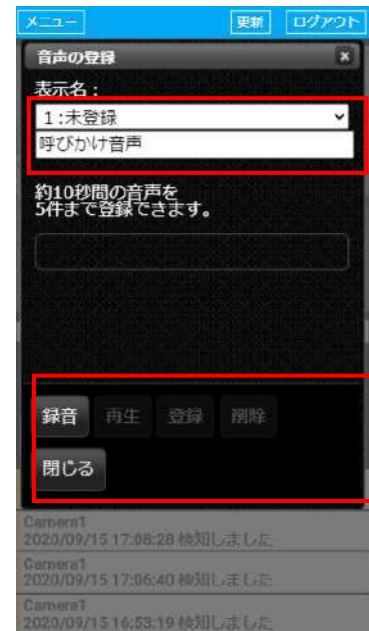 メニュー 更新 ログアウト
音声の登録 ×
表示名：
1：未登録
呼びかけ音声
約10秒間の音声を
5件まで登録できます。
録音 再生 登録 削除
閉じる
Camera1
2020/09/15 17:08:28 検知しました
Camera1
2020/09/15 17:06:40 検知しました
Camera1
2020/09/15 16:53:19 検知しました